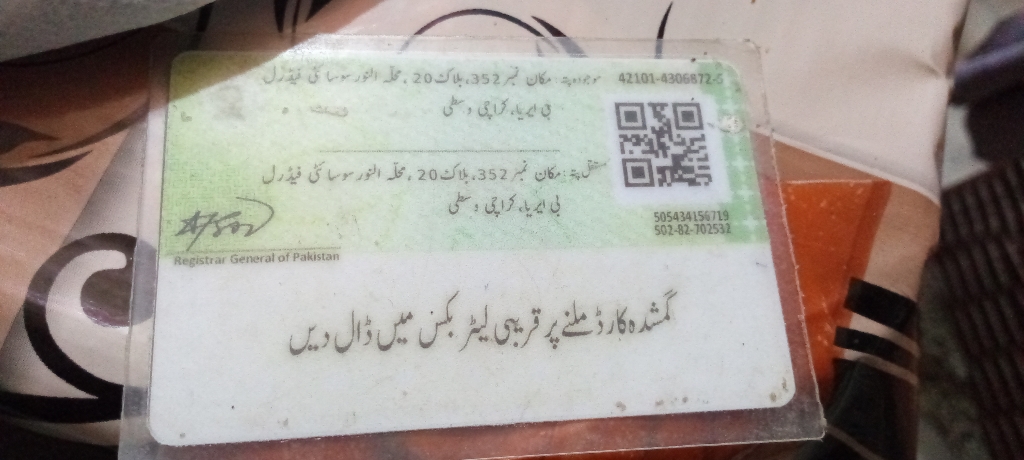 42101-4306872-5
موجودہ پتہ: مکان نمبر 352، بلاک 20، محلّہ النور سوسائٹی فیڈرل
بی ایریا، کراچی وسطی
مستقل پتہ: مکان نمبر 352، بلاک 20، محلّہ النور سوسائٹی فیڈرل
بی ایریا، کراچی وسطی
505434156719
502-82-702532
Registrar General of Pakistan
گمشدہ کارڈ ملنے پر قریبی لیٹر بکس میں ڈال دیں